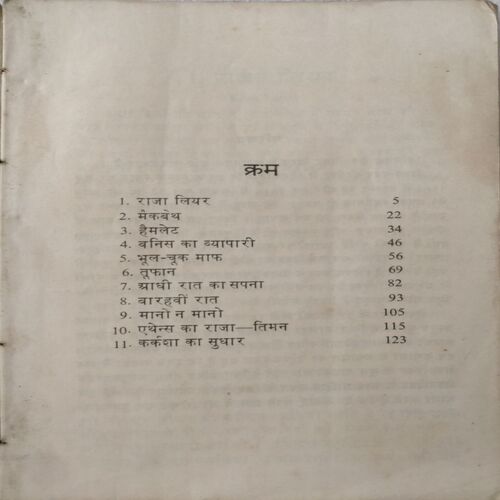 क्रम
1. राजा लियर 5
2. मैकबेथ 22
3. हैमलेट 34
4. वनिस का व्यापारी 46
5. भूल-चूक माफ 56
6. तूफान 69
7. आधी रात का सपना 82
8. बारहवीं रात 93
9. मानो न मानो 105
10. एथेन्स का राजा—तिमन 115
11. कर्कशा का सुधार 123